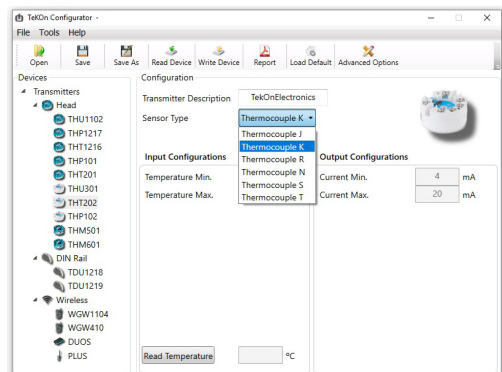 TeKOn Configurator -
File Tools Help
Open Save Save As Read Device Write Device Report Load Default Advanced Options
Devices
Transmitters
Head
THU1102
THP1217
THT1216
THP101
THT201
THU301
THT202
THP102
THM501
THM601
DIN Rail
TDU1218
TDU1219
Wireless
WGW1104
WGW410
DUOS
PLUS
Configuration
Transmitter Description TekOnElectronics
Sensor Type Thermocouple K
Thermocouple J
Thermocouple K
Thermocouple R
Thermocouple N
Thermocouple S
Thermocouple T
Input Configurations
Temperature Min.
Temperature Max.
Read Temperature °C
Output Configurations
Current Min. 4 mA
Current Max. 20 mA